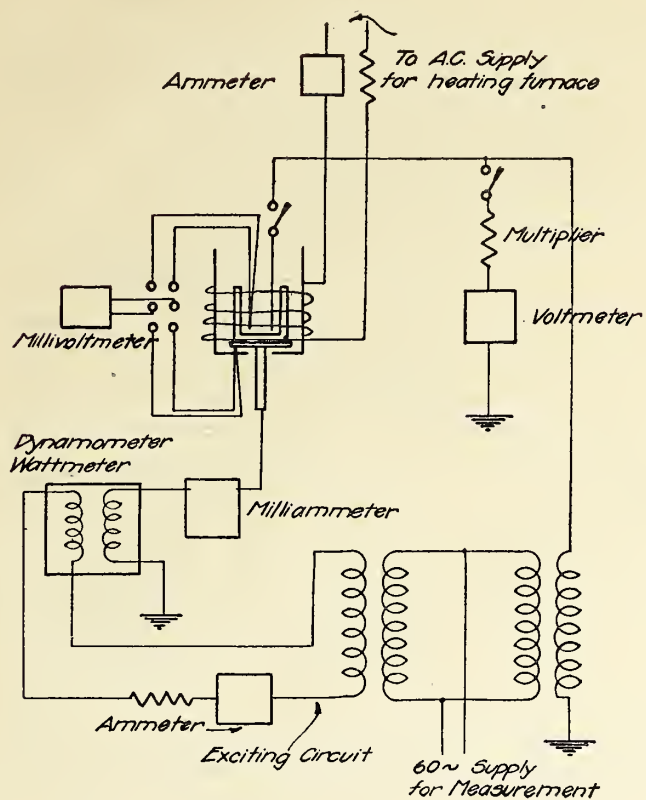 To A.C. Supply
for heating furnace
Ammeter
Multiplier
Voltmeter
Millivoltmeter
Dynamometer
Wattmeter
Milliammeter
Ammeter
Exciting Circuit
60~ Supply
for Measurement